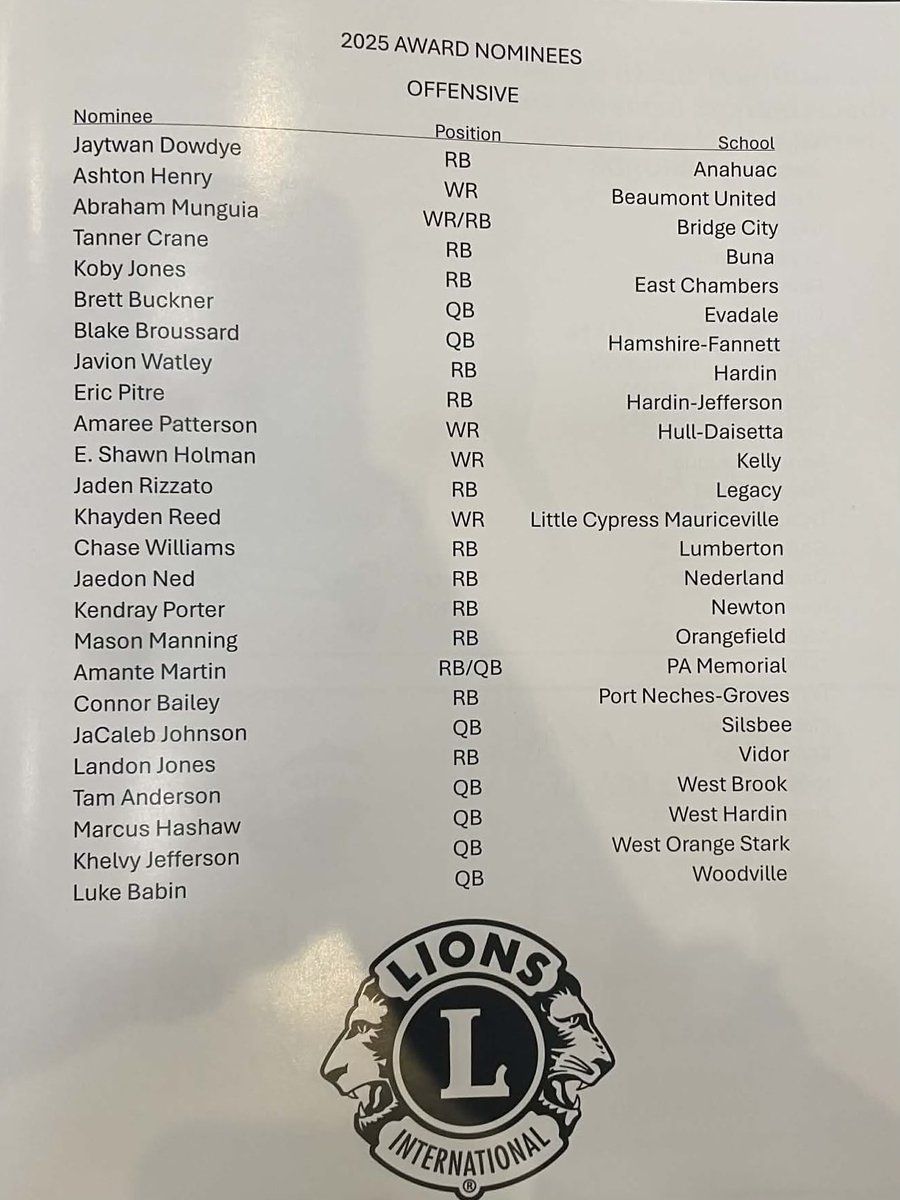 2025 AWARD NOMINEES
OFFENSIVE
Nominee Position School
Jaytwan Dowdye RB Anahuac
Ashton Henry WR Beaumont United
Abraham Munguia WR/RB Bridge City
Tanner Crane RB Buna
Koby Jones RB East Chambers
Brett Buckner QB Evadale
Blake Broussard QB Hamshire-Fannett
Javion Watley RB Hardin
Eric Pitre RB Hardin-Jefferson
Amaree Patterson WR Hull-Daisetta
E. Shawn Holman WR Kelly
Jaden Rizzato RB Legacy
Khayden Reed WR Little Cypress Mauriceville
Chase Williams RB Lumberton
Jaedon Ned RB Nederland
Kendray Porter RB Newton
Mason Manning RB Orangefield
Amante Martin RB/QB PA Memorial
Connor Bailey RB Port Neches-Groves
JaCaleb Johnson QB Silsbee
Landon Jones RB Vidor
Tam Anderson QB West Brook
Marcus Hashaw QB West Hardin
Khelvy Jefferson QB West Orange Stark
Luke Babin QB Woodville
LIONS
L
INTERNATIONAL
®